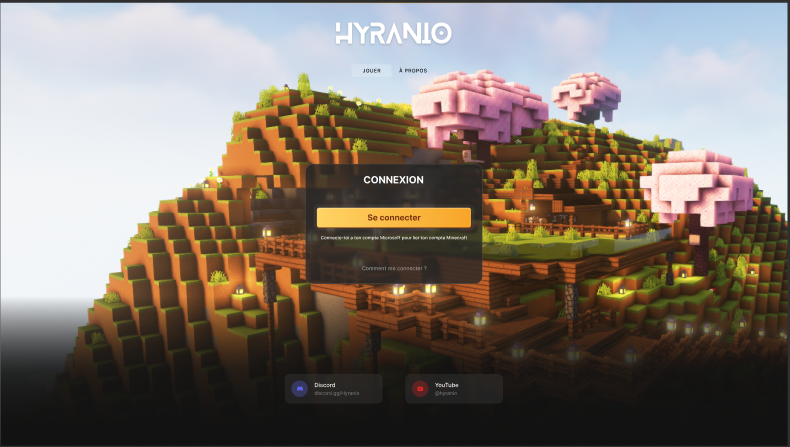 HYRANIO
JOUER
À PROPOS
CONNEXION
Se connecter
Connecte-toi a ton compte Microsoft pour lier ton compte Minecraft
Comment me connecter ?
Discord
discord.gg/Hyranio
YouTube
@hyranio